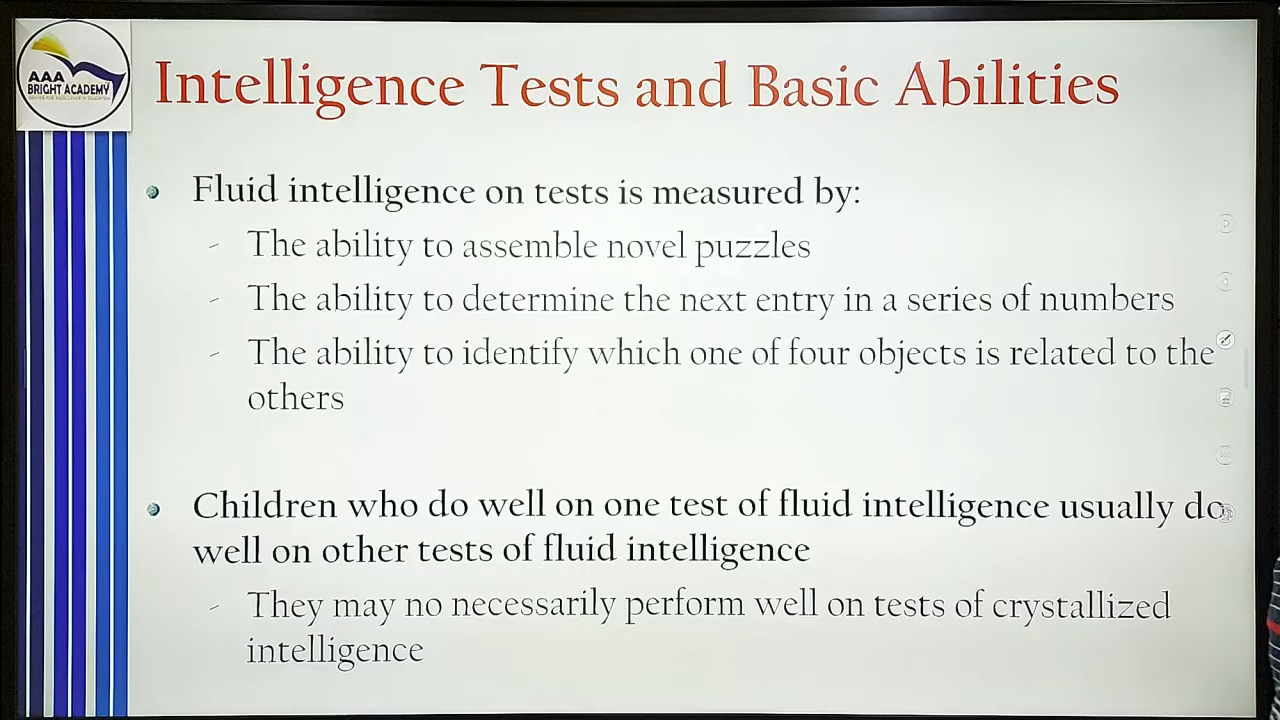 AAA
BRIGHT ACADEMY
Intelligence Tests and Basic Abilities
Fluid intelligence on tests is measured by:
- The ability to assemble novel puzzles
- The ability to determine the next entry in a series of numbers
- The ability to identify which one of four objects is related to the
others
Children who do well on one test of fluid intelligence usually do
well on other tests of fluid intelligence
- They may no necessarily perform well on tests of crystallized
intelligence